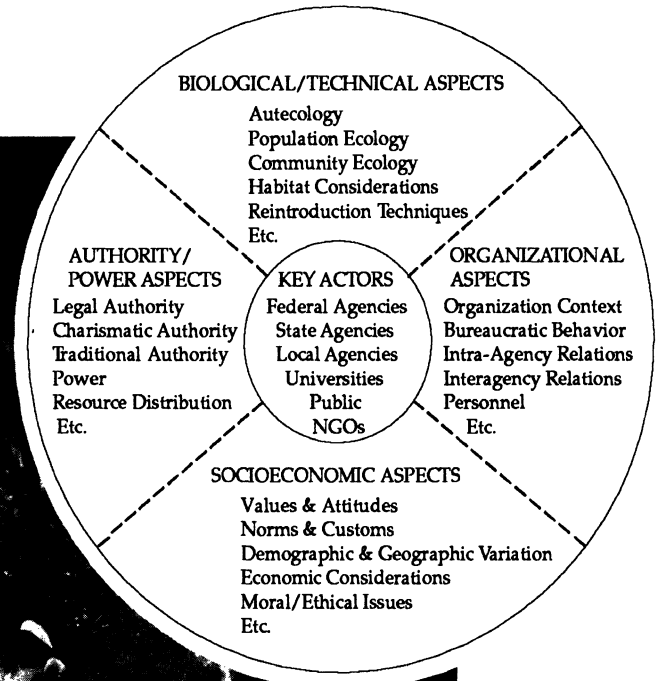 BIOLOGICAL/TECHNICAL ASPECTS
Autecology
Population Ecology
Community Ecology
Habitat Considerations
Reintroduction Techniques
Etc.
AUTHORITY/
POWER ASPECTS
Legal Authority
Charismatic Authority
Traditional Authority
Power
Resource Distribution
Etc.
KEY ACTORS
Federal Agencies
State Agencies
Local Agencies
Universities
Public
NGOs
ORGANIZATIONAL
ASPECTS
Organization Context
Bureaucratic Behavior
Intra-Agency Relations
Interagency Relations
Personnel
Etc.
SOCIOECONOMIC ASPECTS
Values & Attitudes
Norms & Customs
Demographic & Geographic Variation
Economic Considerations
Moral/Ethical Issues
Etc.